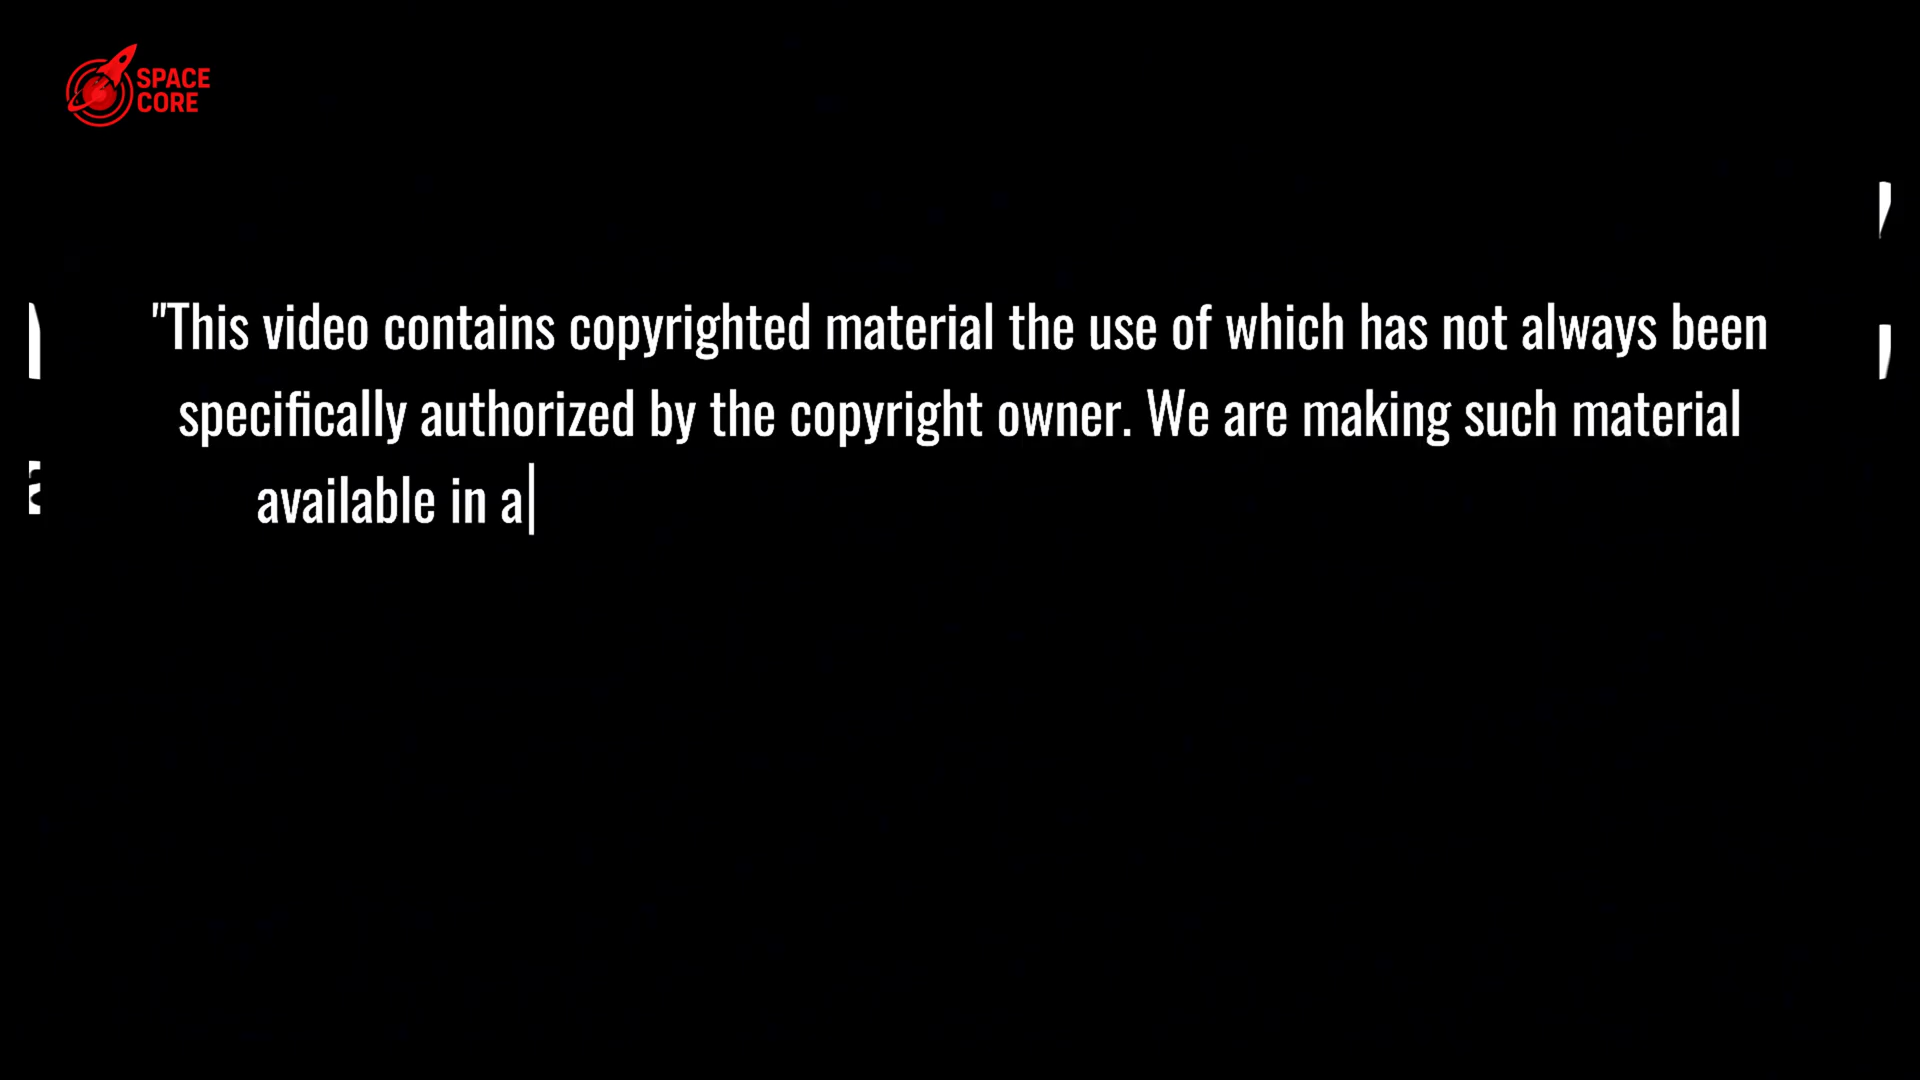 SPACE
CORE
"This video contains copyrighted material the use of which has not always been
specifically authorized by the copyright owner. We are making such material
available in a